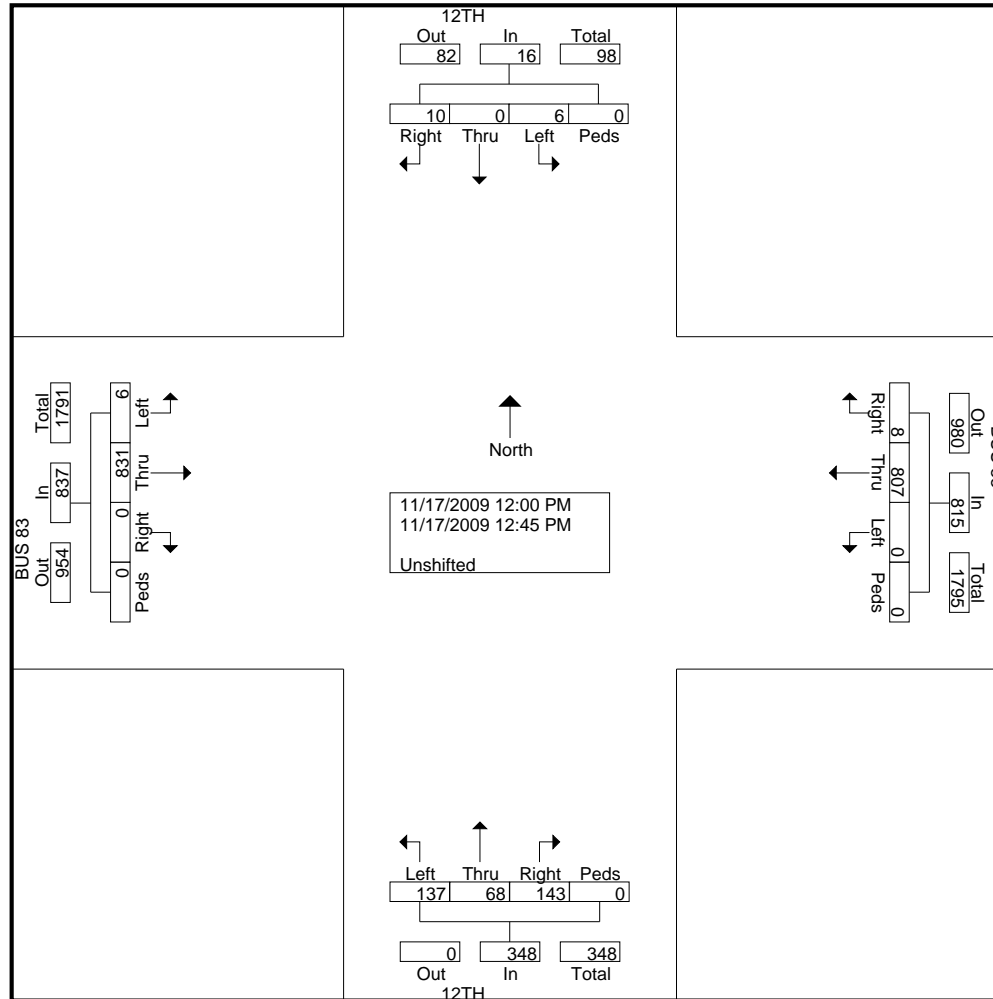 12TH
Out In Total
82 16 98
10 0 6 0
Right Thru Left Peds
Total In Out
1791 837 954
BUS 83
6 831 0 0
Left Thru Right Peds
North
11/17/2009 12:00 PM
11/17/2009 12:45 PM
Unshifted
Right Thru Left Peds
8 807 0 0
Out In Total
980 815 1795
Left Thru Right Peds
137 68 143 0
0 348 348
Out In Total
12TH